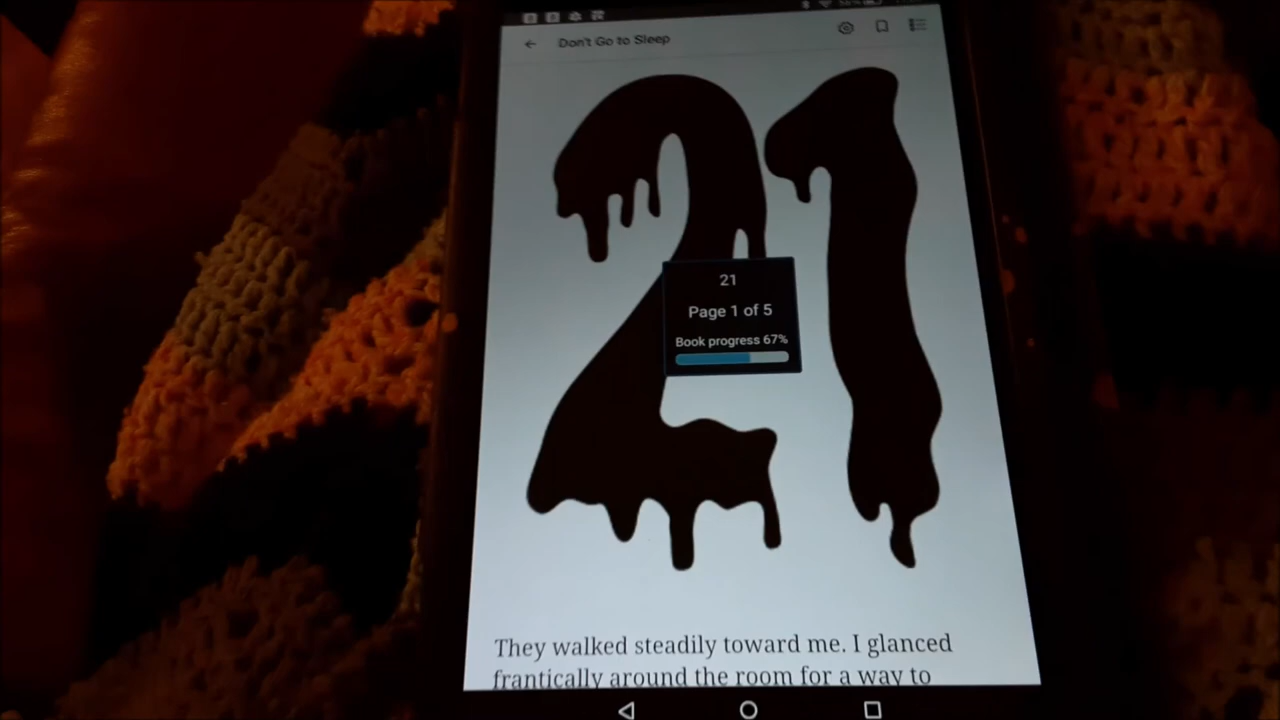 Don't Go to Sleep
21
21
Page 1 of 5
Book progress 67%
They walked steadily toward me. I glanced
frantically around the room for a way to